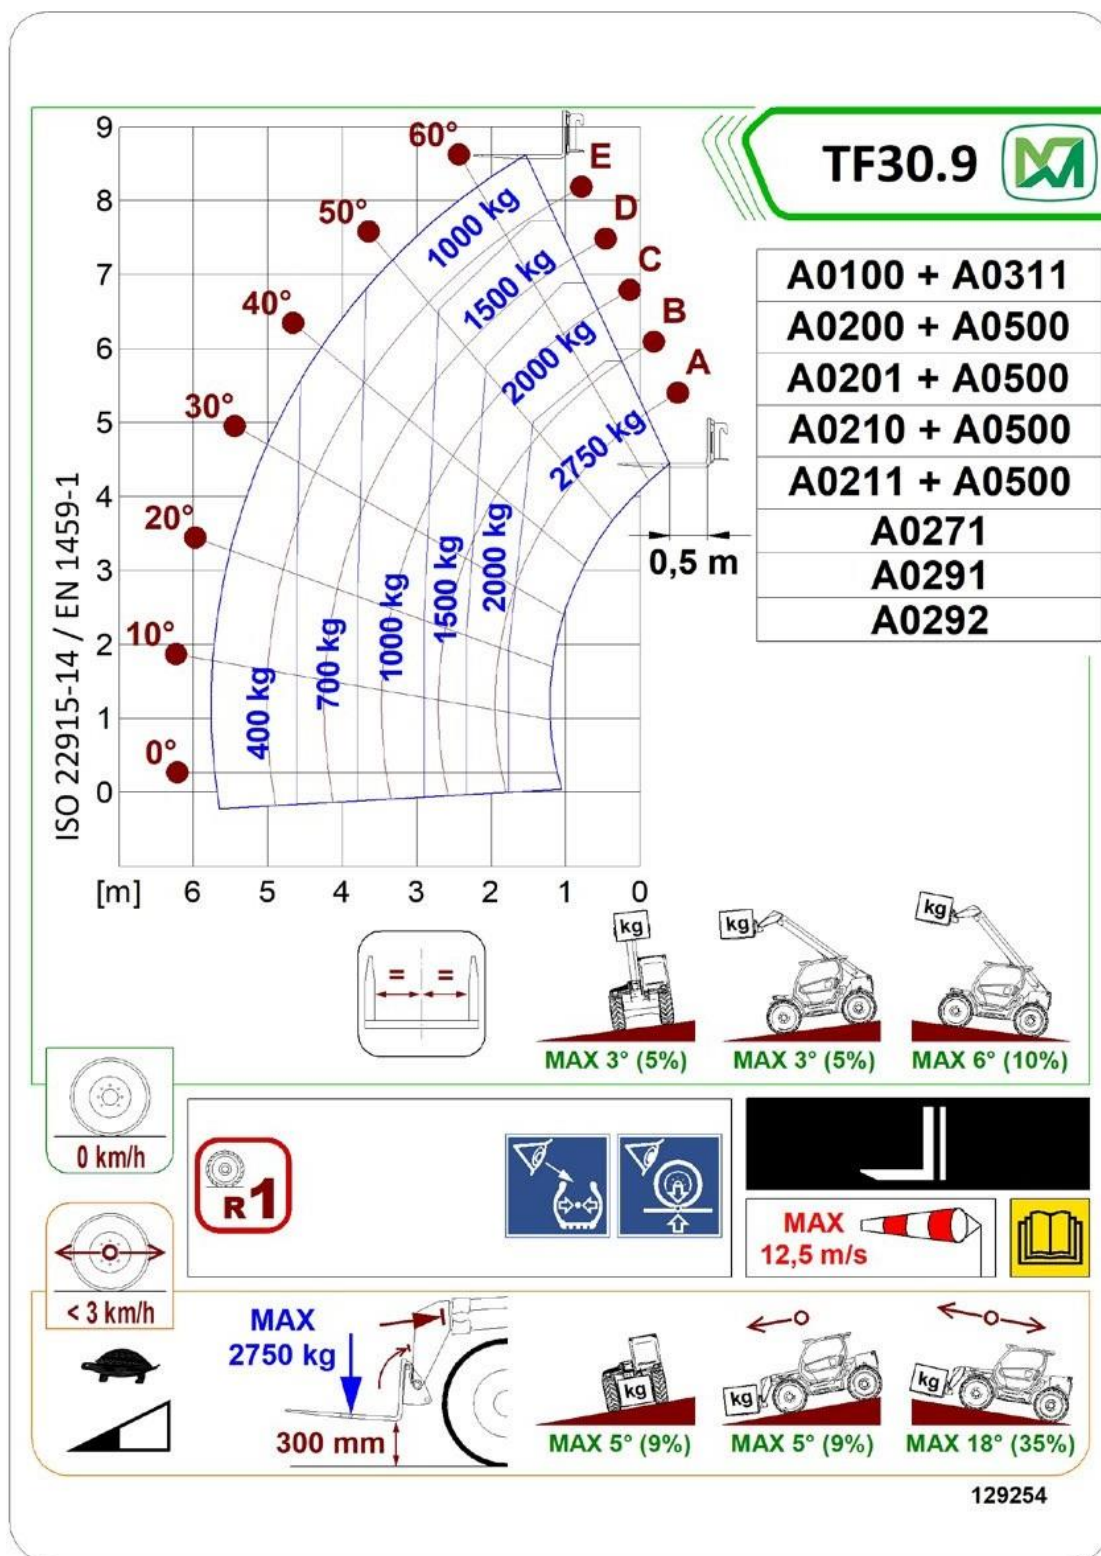 TF30.9
A0100 + A0311
A0200 + A0500
A0201 + A0500
A0210 + A0500
A0211 + A0500
A0271
A0291
A0292
ISO 22915-14 / EN 1459-1
9
8
7
6
5
4
3
2
1
0
[m] 6 5 4 3 2 1 0
60°
50°
40°
30°
20°
10°
0°
E
D
C
B
A
1000 kg
1500 kg
2000 kg
2750 kg
400 kg
700 kg
1000 kg
1500 kg
2000 kg
0,5 m
= =
kg
kg
kg
MAX 3° (5%)
MAX 3° (5%)
MAX 6° (10%)
0 km/h
R1
MAX
12,5 m/s
< 3 km/h
MAX
2750 kg
300 mm
kg
kg
kg
MAX 5° (9%)
MAX 5° (9%)
MAX 18° (35%)
129254